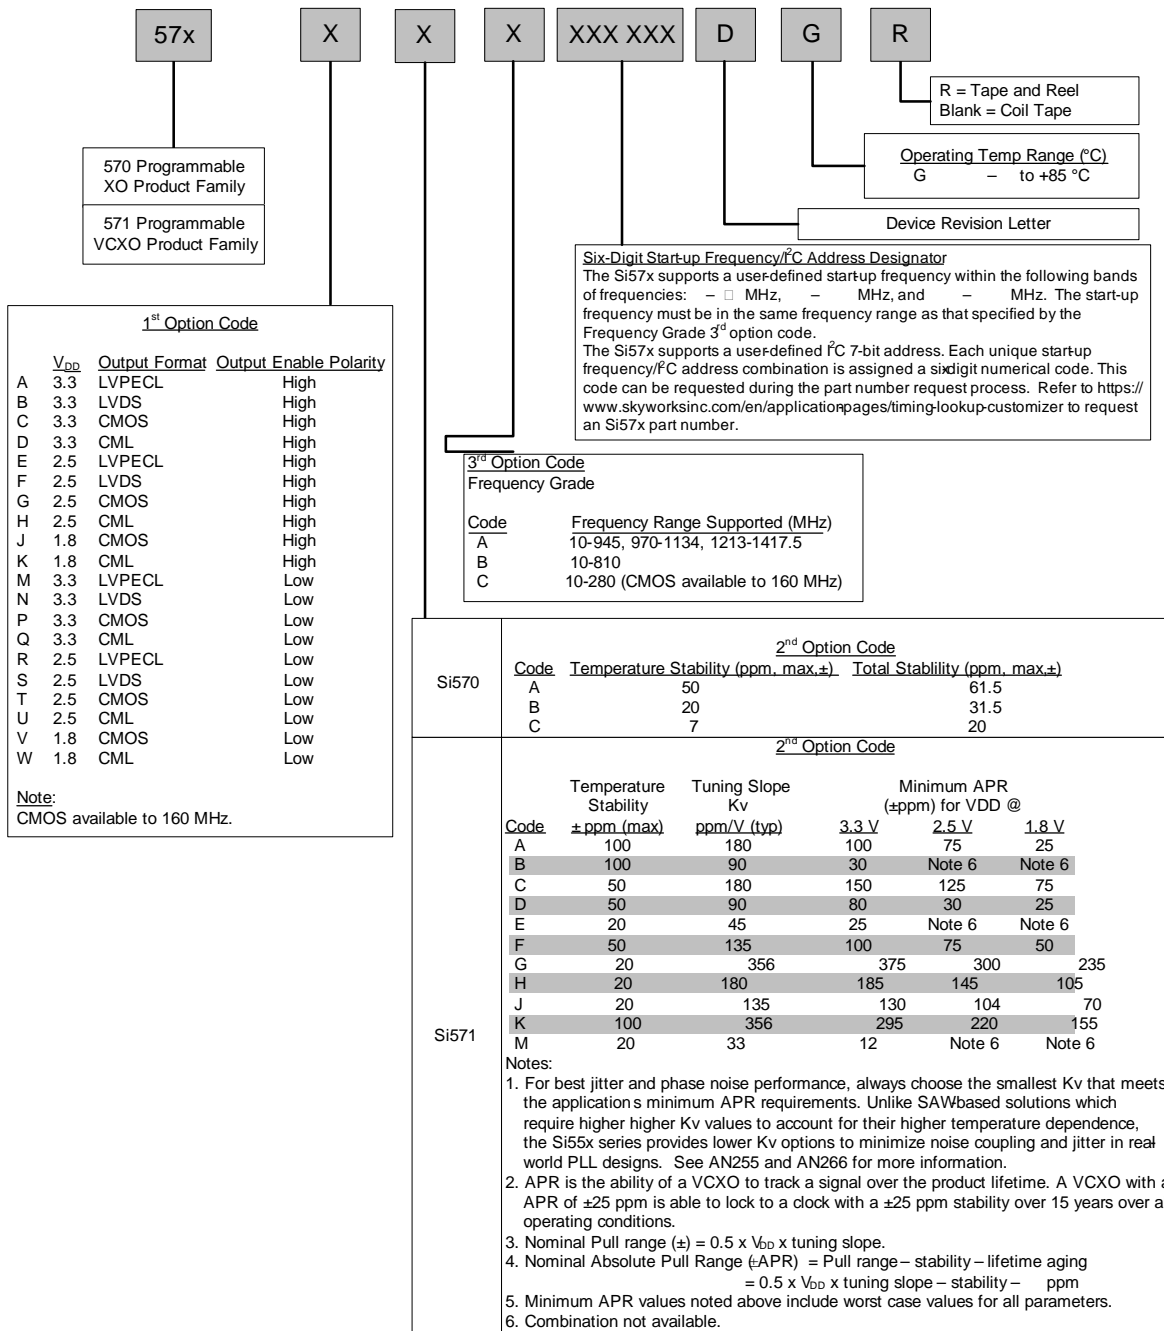 57x X X X XXX XXX D G R
R = Tape and Reel
Blank = Coil Tape
Operating Temp Range (°C)
G – to +85 °C
Device Revision Letter
570 Programmable
XO Product Family
571 Programmable
VCXO Product Family
Six-Digit Start-up Frequency/I²C Address Designator
The Si57x supports a user-defined start-up frequency within the following bands
of frequencies: – □ MHz, – MHz, and – MHz. The start-up
frequency must be in the same frequency range as that specified by the
Frequency Grade 3rd option code.
The Si57x supports a user-defined I²C 7-bit address. Each unique start-up
frequency/I²C address combination is assigned a six-digit numerical code. This
code can be requested during the part number request process. Refer to https://
www.skyworksinc.com/en/application-pages/timing-lookup-customizer to request
an Si57x part number.
1st Option Code
VDD Output Format Output Enable Polarity
A 3.3 LVPECL High
B 3.3 LVDS High
C 3.3 CMOS High
D 3.3 CML High
E 2.5 LVPECL High
F 2.5 LVDS High
G 2.5 CMOS High
H 2.5 CML High
J 1.8 CMOS High
K 1.8 CML High
M 3.3 LVPECL Low
N 3.3 LVDS Low
P 3.3 CMOS Low
Q 3.3 CML Low
R 2.5 LVPECL Low
S 2.5 LVDS Low
T 2.5 CMOS Low
U 2.5 CML Low
V 1.8 CMOS Low
W 1.8 CML Low
Note:
CMOS available to 160 MHz.
3rd Option Code
Frequency Grade
Code Frequency Range Supported (MHz)
A 10-945, 970-1134, 1213-1417.5
B 10-810
C 10-280 (CMOS available to 160 MHz)
Si570
2nd Option Code
Code Temperature Stability (ppm, max,±) Total Stablility (ppm, max,±)
A 50 61.5
B 20 31.5
C 7 20
Si571
2nd Option Code
Temperature Tuning Slope Minimum APR
Stability Kv (±ppm) for VDD @
Code ± ppm (max) ppm/V (typ) 3.3 V 2.5 V 1.8 V
A 100 180 100 75 25
B 100 90 30 Note 6 Note 6
C 50 180 150 125 75
D 50 90 80 30 25
E 20 45 25 Note 6 Note 6
F 50 135 100 75 50
G 20 356 375 300 235
H 20 180 185 145 105
J 20 135 130 104 70
K 100 356 295 220 155
M 20 33 12 Note 6 Note 6
Notes:
1. For best jitter and phase noise performance, always choose the smallest Kv that meets
the application s minimum APR requirements. Unlike SAW-based solutions which
require higher higher Kv values to account for their higher temperature dependence,
the Si55x series provides lower Kv options to minimize noise coupling and jitter in real-
world PLL designs. See AN255 and AN266 for more information.
2. APR is the ability of a VCXO to track a signal over the product lifetime. A VCXO with a
APR of ±25 ppm is able to lock to a clock with a ±25 ppm stability over 15 years over a
operating conditions.
3. Nominal Pull range (±) = 0.5 x VDD x tuning slope.
4. Nominal Absolute Pull Range (±APR) = Pull range – stability – lifetime aging
= 0.5 x VDD x tuning slope – stability – ppm
5. Minimum APR values noted above include worst case values for all parameters.
6. Combination not available.